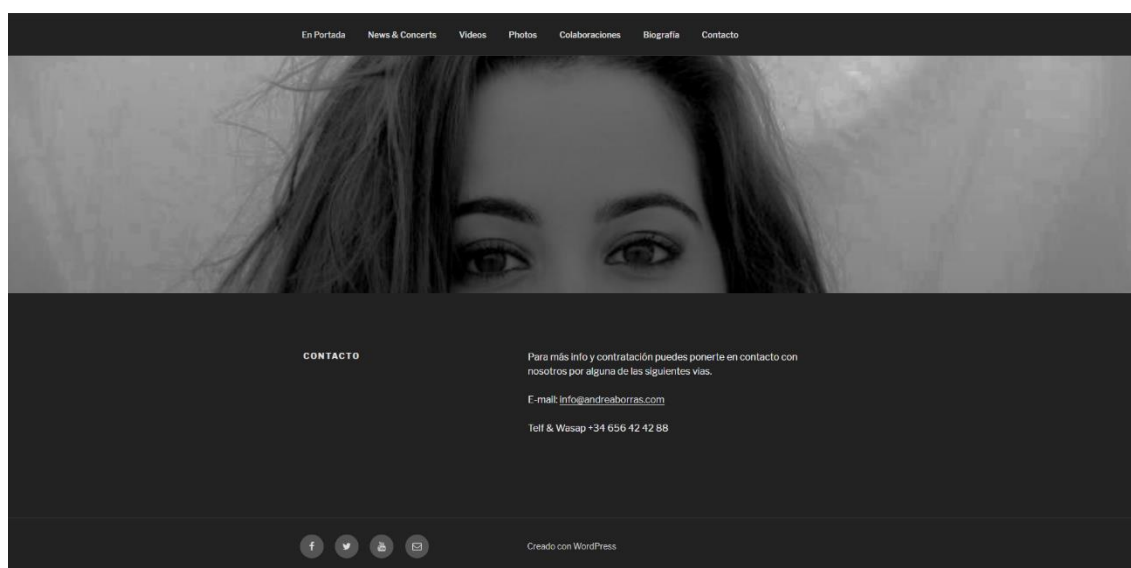 En Portada News & Concerts Videos Photos Colaboraciones Biografía Contacto
CONTACTO
Para más info y contratación puedes ponerte en contacto con
nosotros por alguna de las siguientes vias.
E-mail: info@andreaborras.com
Telf & Wasap +34 656 42 42 88
Creado con WordPress